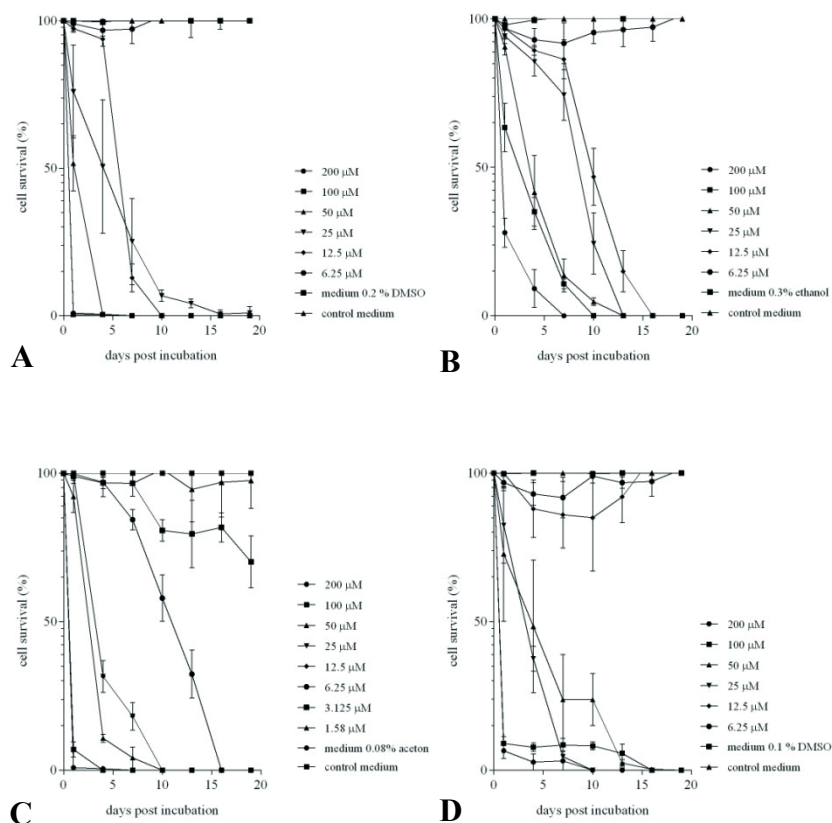 100
50
0
cell survival (%)
0
5
10
15
20
days post incubation
200 µM
100 µM
50 µM
25 µM
12.5 µM
6.25 µM
medium 0.2 % DMSO
control medium
A
100
50
0
cell survival (%)
0
5
10
15
20
days post incubation
200 µM
100 µM
50 µM
25 µM
12.5 µM
6.25 µM
medium 0.3% ethanol
control medium
B
100
50
0
cell survival (%)
0
5
10
15
20
days post incubation
200 µM
100 µM
50 µM
25 µM
12.5 µM
6.25 µM
3.125 µM
1.58 µM
medium 0.08% aceton
control medium
C
100
50
0
cell survival (%)
0
5
10
15
20
days post incubation
200 µM
100 µM
50 µM
25 µM
12.5 µM
6.25 µM
medium 0.1 % DMSO
control medium
D